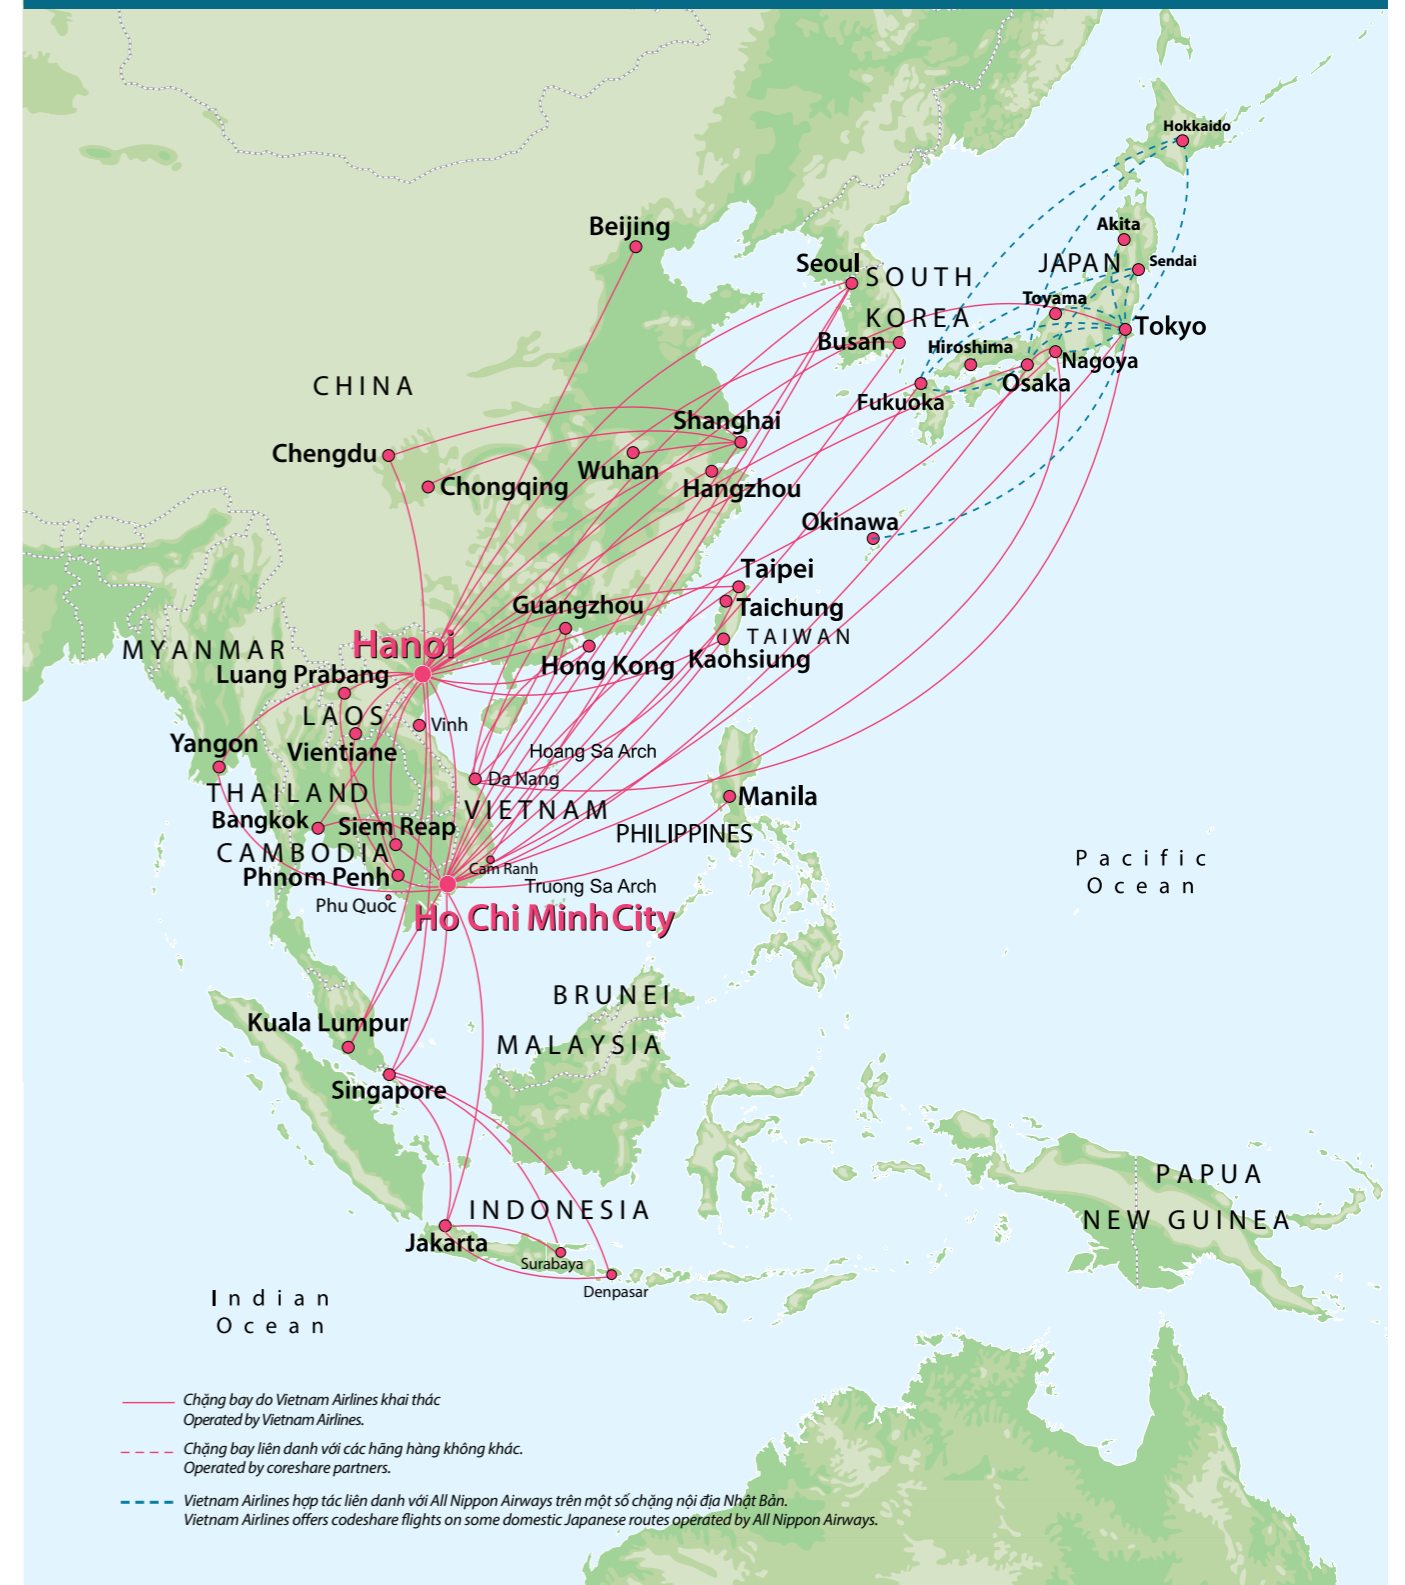 Hokkaido
Akita
Beijing
Sendai
JAPAN
Seoul
SOUTH
Toyama
KOREA
Tokyo
Busan
Hiroshima
Nagoya
CHINA
Osaka
Fukuoka
Shanghai
Chengdu
Wuhan
Chongqing
Hangzhou
Okinawa
Taipei
Guangzhou
Taichung
TAIWAN
Hanoi
MYANMAR
Kaohsiung
Hong Kong
Luang Prabang
LAOS
Vinh
Yangon
Vientiane
Hoang Sa Arch
Da Nang
THAILAND
Manila
VIETNAM
Bangkok
Siem Reap
PHILIPPINES
CAMBODIA
Pacific
Ocean
Cam Ranh
Phnom Penh
Truong Sa Arch
Phu Quoc
Ho Chi Minh City
BRUNEI
Kuala Lumpur
MALAYSIA
Singapore
PAPUA
NEW GUINEA
INDONESIA
Jakarta
Surabaya
Denpasar
Indian
Ocean
Chặng bay do Vietnam Airlines khai thác
Operated by Vietnam Airlines.
Chặng bay liên danh với các hãng hàng không khác.
Operated by coreshare partners.
Vietnam Airlines hợp tác liên danh với All Nippon Airways trên một số chặng nội địa Nhật Bản.
Vietnam Airlines offers codeshare flights on some domestic Japanese routes operated by All Nippon Airways.